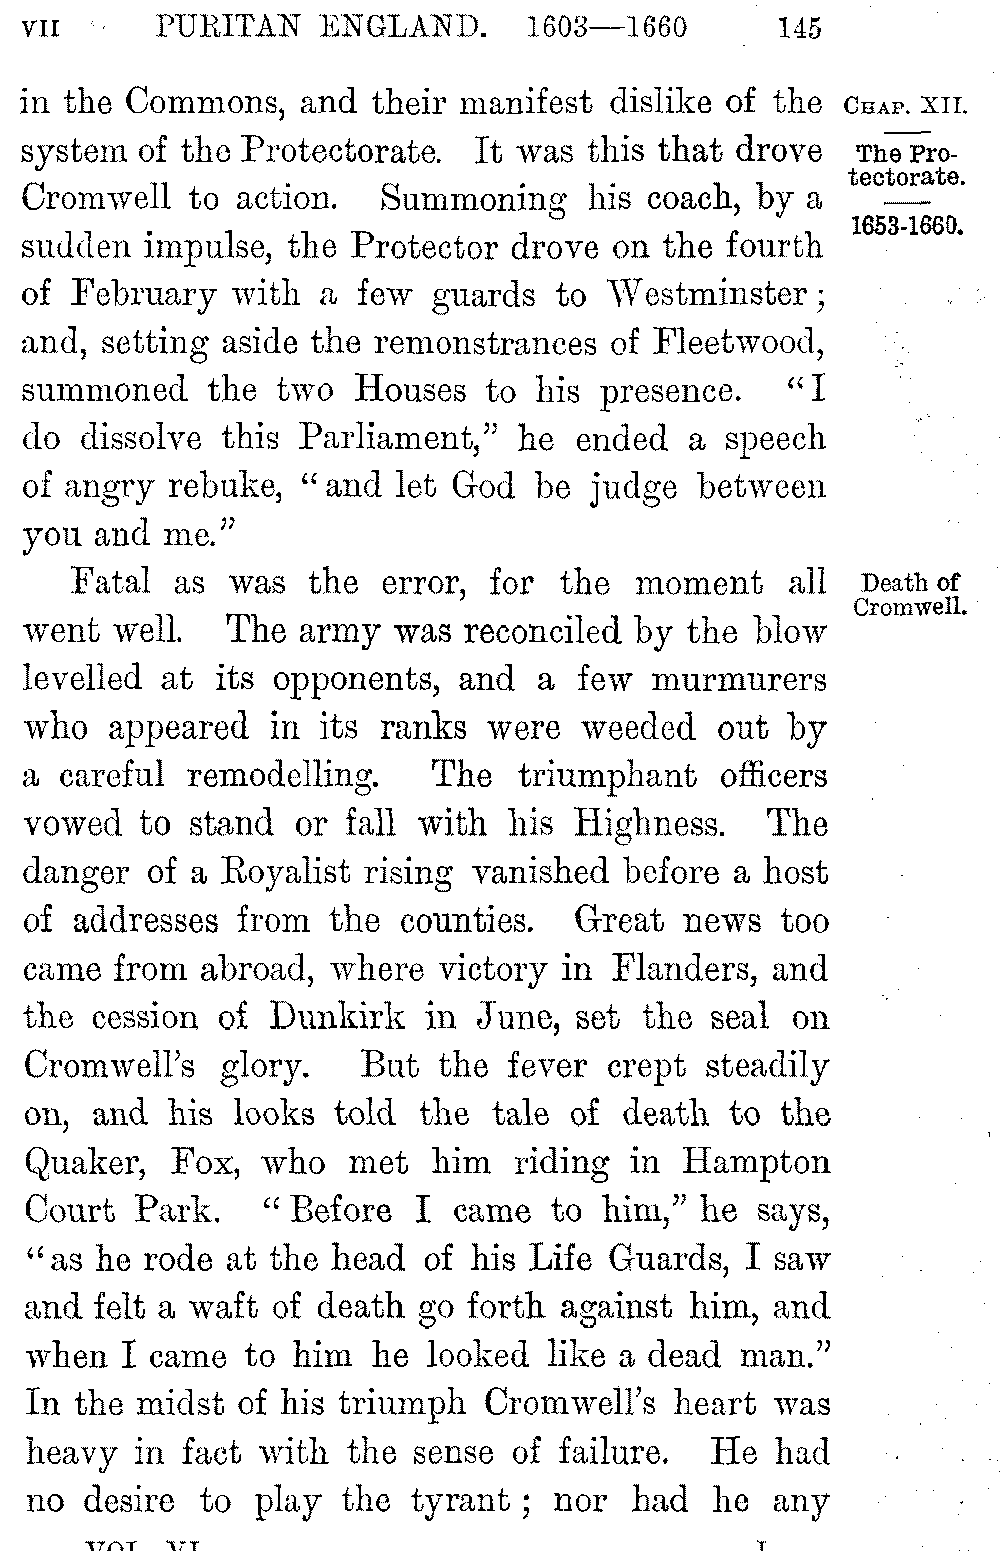 VII PURITAN ENGLAND. 1603—1660 145
in the Commons, and their manifest dislike of the
system of the Protectorate. It was this that drove
Cromwell to action. Summoning his coach, by a
sudden impulse, the Protector drove on the fourth
of February with a few guards to Westminster;
and, setting aside the remonstrances of Fleetwood,
summoned the two Houses to his presence. “I
do dissolve this Parliament,” he ended a speech
of angry rebuke, “and let God be judge between
you and me.”
Fatal as was the error, for the moment all
went well. The army was reconciled by the blow
levelled at its opponents, and a few murmurers
who appeared in its ranks were weeded out by
a careful remodelling. The triumphant officers
vowed to stand or fall with his Highness. The
danger of a Royalist rising vanished before a host
of addresses from the counties. Great news too
came from abroad, where victory in Flanders, and
the cession of Dunkirk in June, set the seal on
Cromwell’s glory. But the fever crept steadily
on, and his looks told the tale of death to the
Quaker, Fox, who met him riding in Hampton
Court Park. “Before I came to him,” he says,
“as he rode at the head of his Life Guards, I saw
and felt a waft of death go forth against him, and
when I came to him he looked like a dead man.”
In the midst of his triumph Cromwell’s heart was
heavy in fact with the sense of failure. He had
no desire to play the tyrant; nor had he any
VOL. VI L
CHAP. XII.
The Pro-
tectorate.
1653-1660.
Death of
Cromwell.